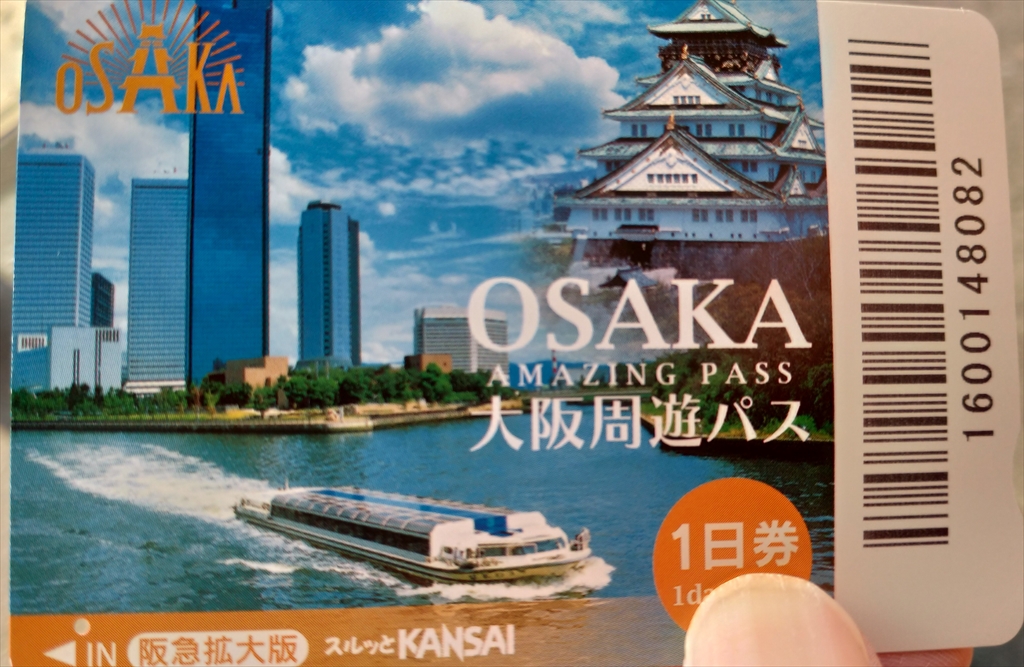 OSAKA
OSAKA
AMAZING PASS
大阪周遊パス
1日券
IN
阪急拡大版
スルッとKANSAI
1600148082